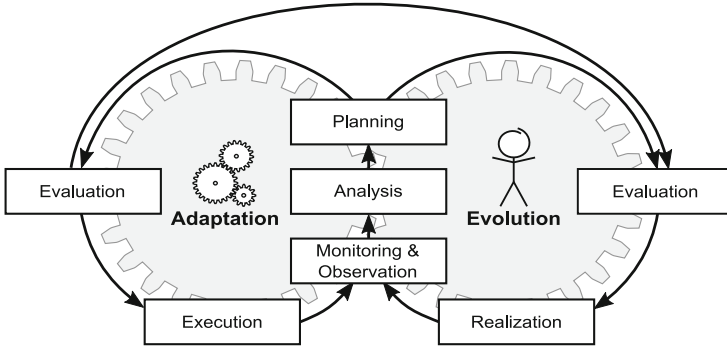 Planning
Evaluation
Analysis
Evaluation
Adaptation
Evolution
Monitoring &
Observation
Execution
Realization